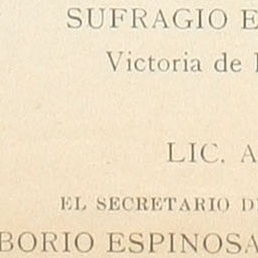 SUFRAGIO E
Victoria de
LIC. A
EL SECRETARIO D
BORIO ESPINOSA